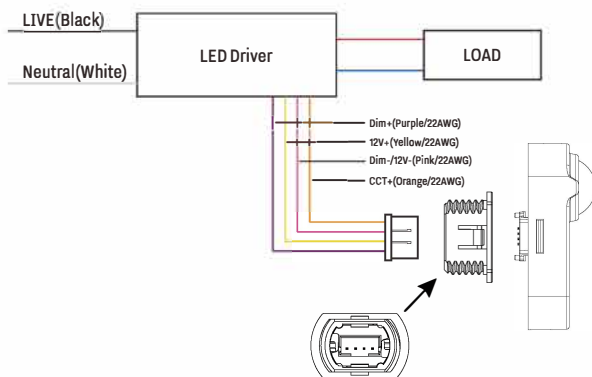 LIVE(Black)
LED Driver
LOAD
Neutral(White)
Dim+(Purple/22AWG)
12V+(Yellow/22AWG)
Dim-/12V-(Pink/22AWG)
CCT+(Orange/22AWG)